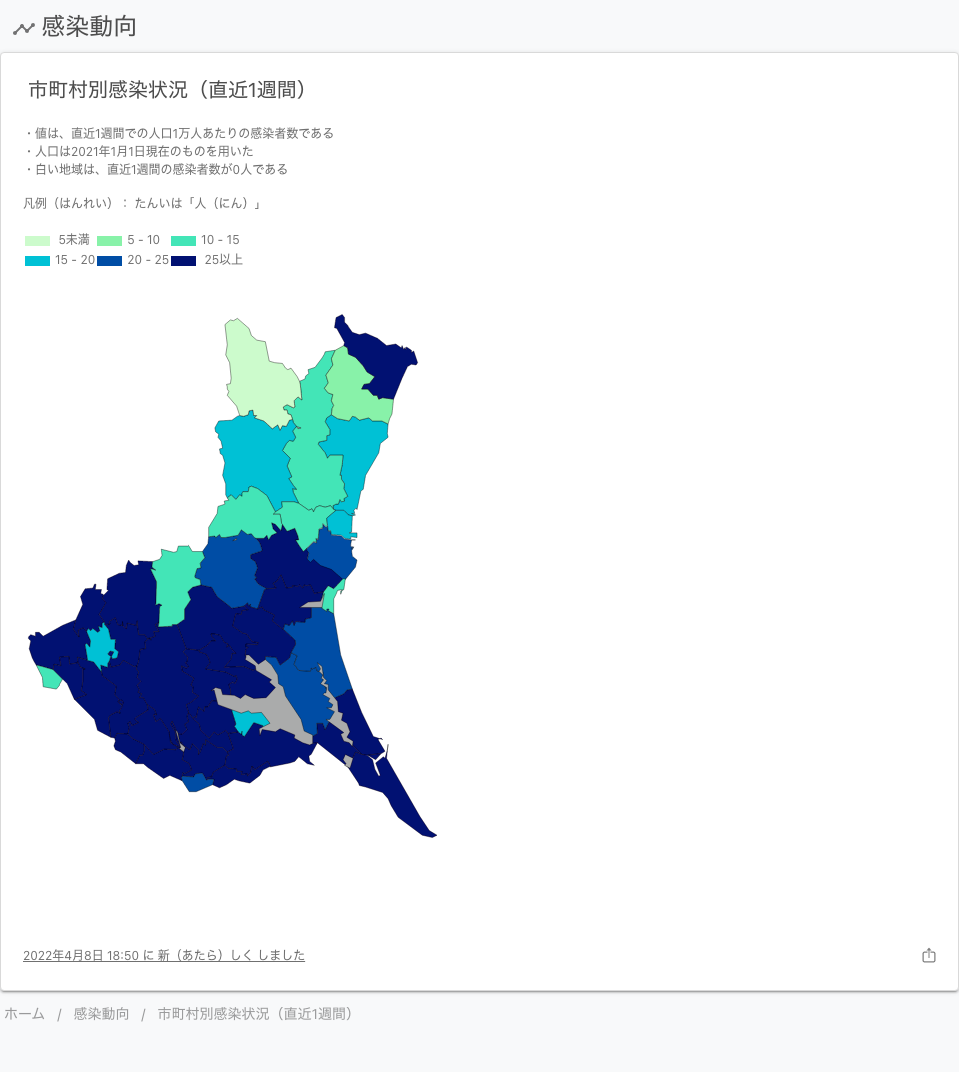 感染動向
市町村別感染状況（直近1週間）
・値は、直近1週間での人口1万人あたりの感染者数である
・人口は2021年1月1日現在のものを用いた
・白い地域は、直近1週間の感染者数が0人である
凡例（はんれい）： たんいは「人（にん）」
5未満 5 - 10 10 - 15
15 - 20 20 - 25 25以上
2022年4月8日 18:50 に 新（あたら）しく しました
ホーム / 感染動向 / 市町村別感染状況（直近1週間）